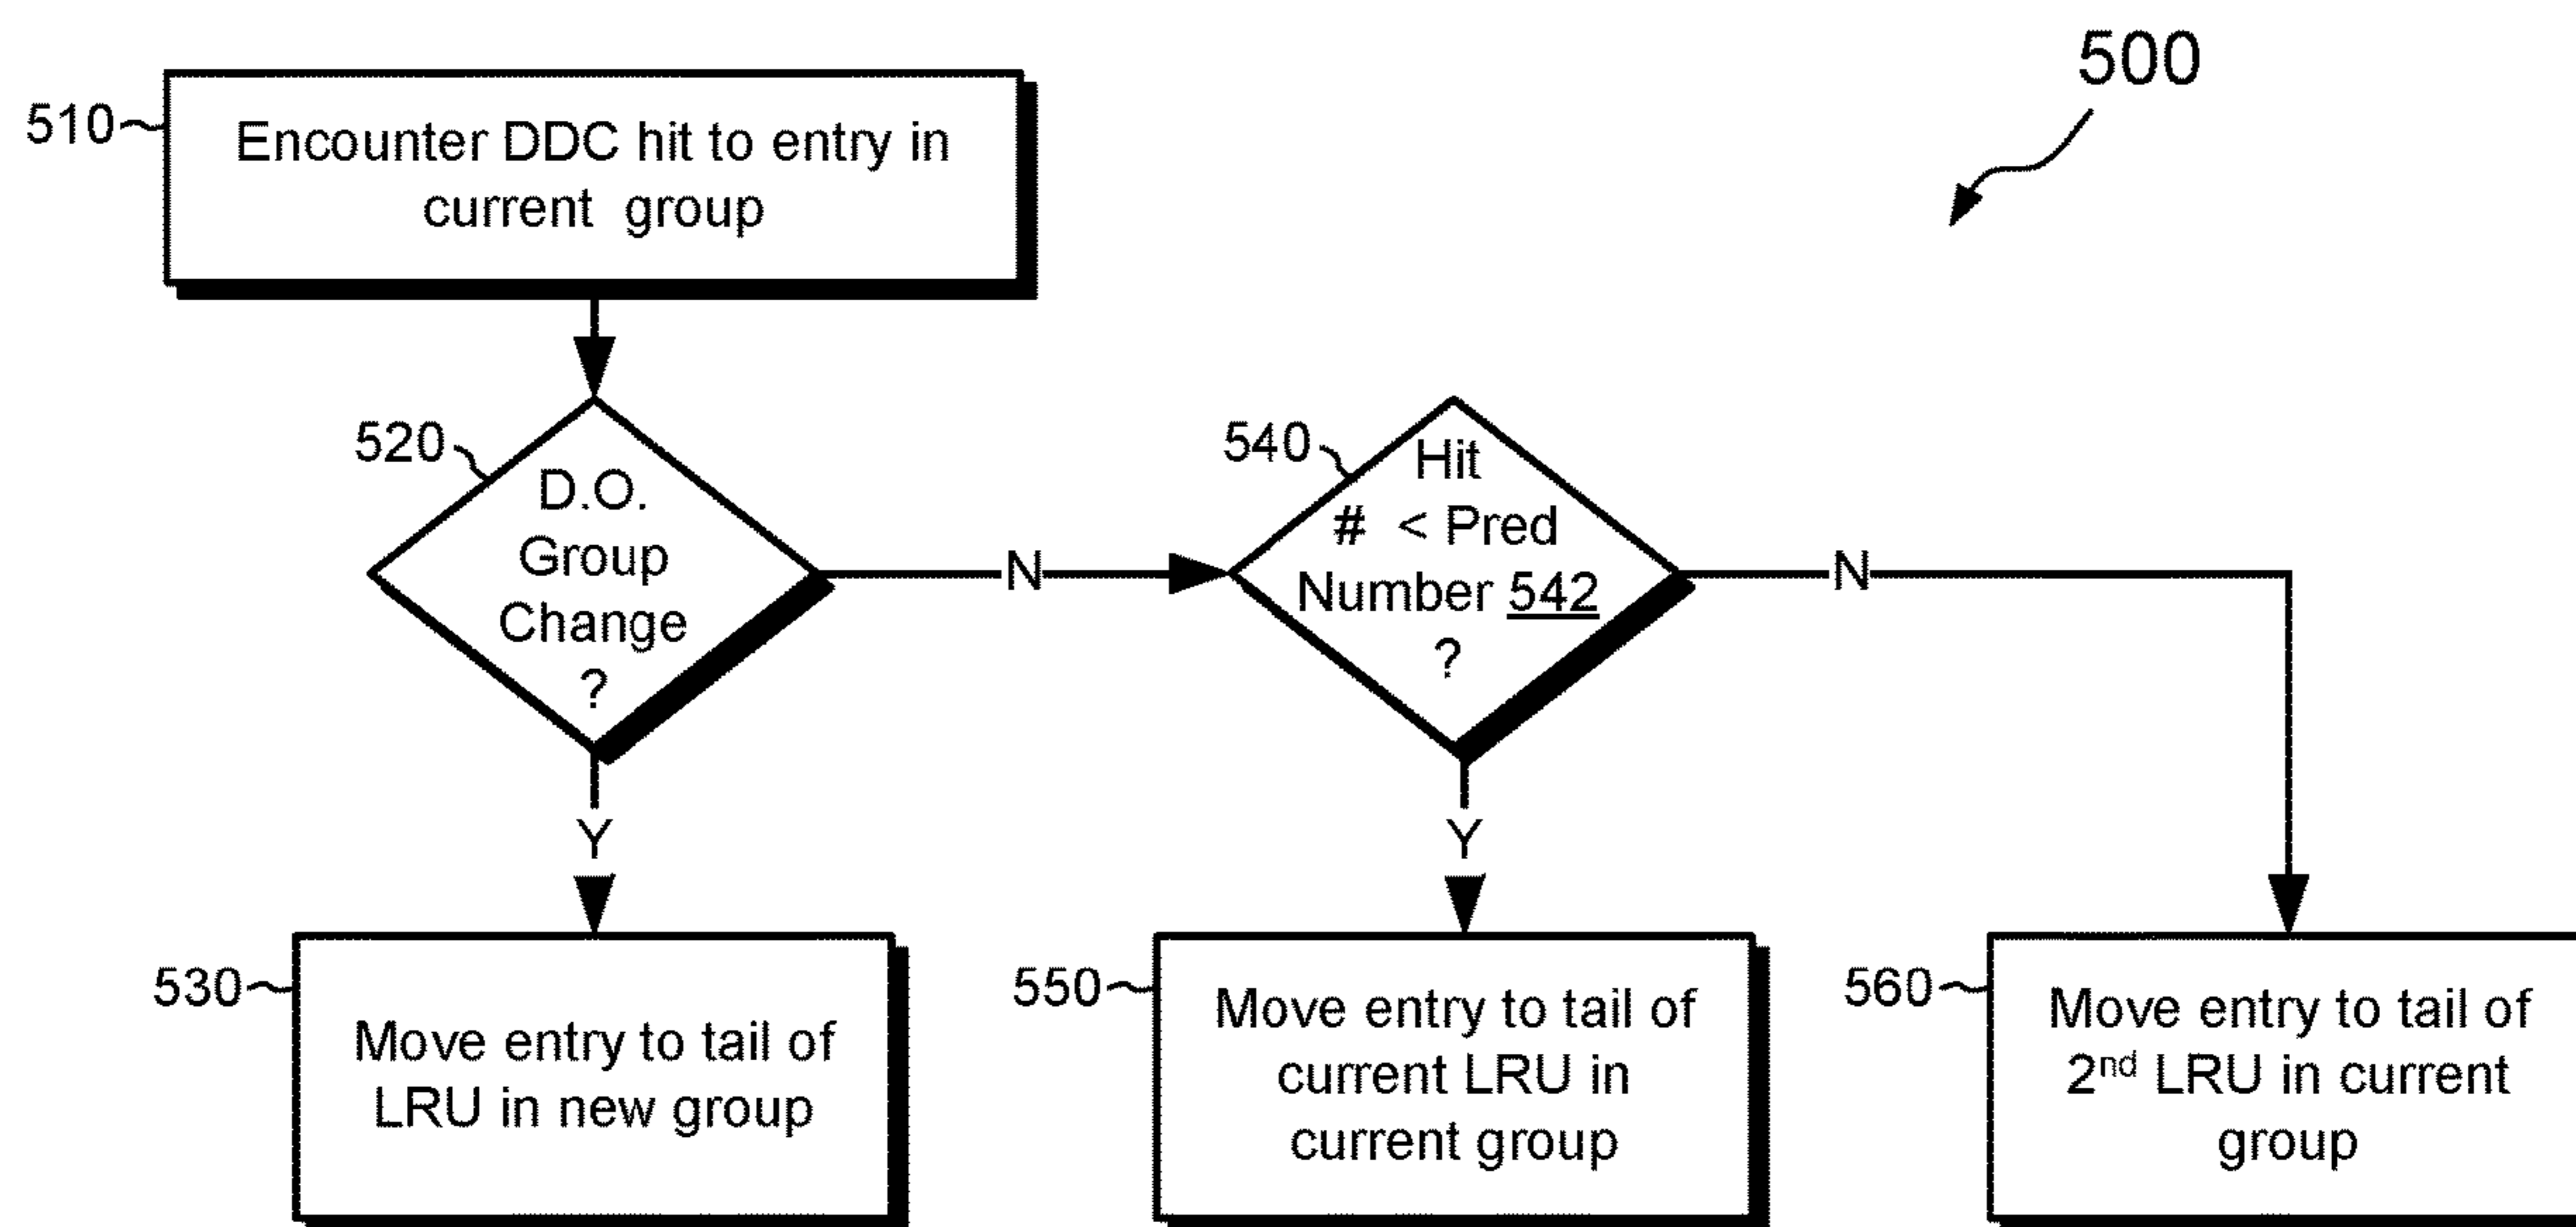 500
510
Encounter DDC hit to entry in
current group
520
D.O.
Group
Change
?
N
540
Hit
# < Pred
Number 542
?
N
Y
Y
530
Move entry to tail of
LRU in new group
550
Move entry to tail of
current LRU in
current group
560
Move entry to tail of
2nd LRU in current
group